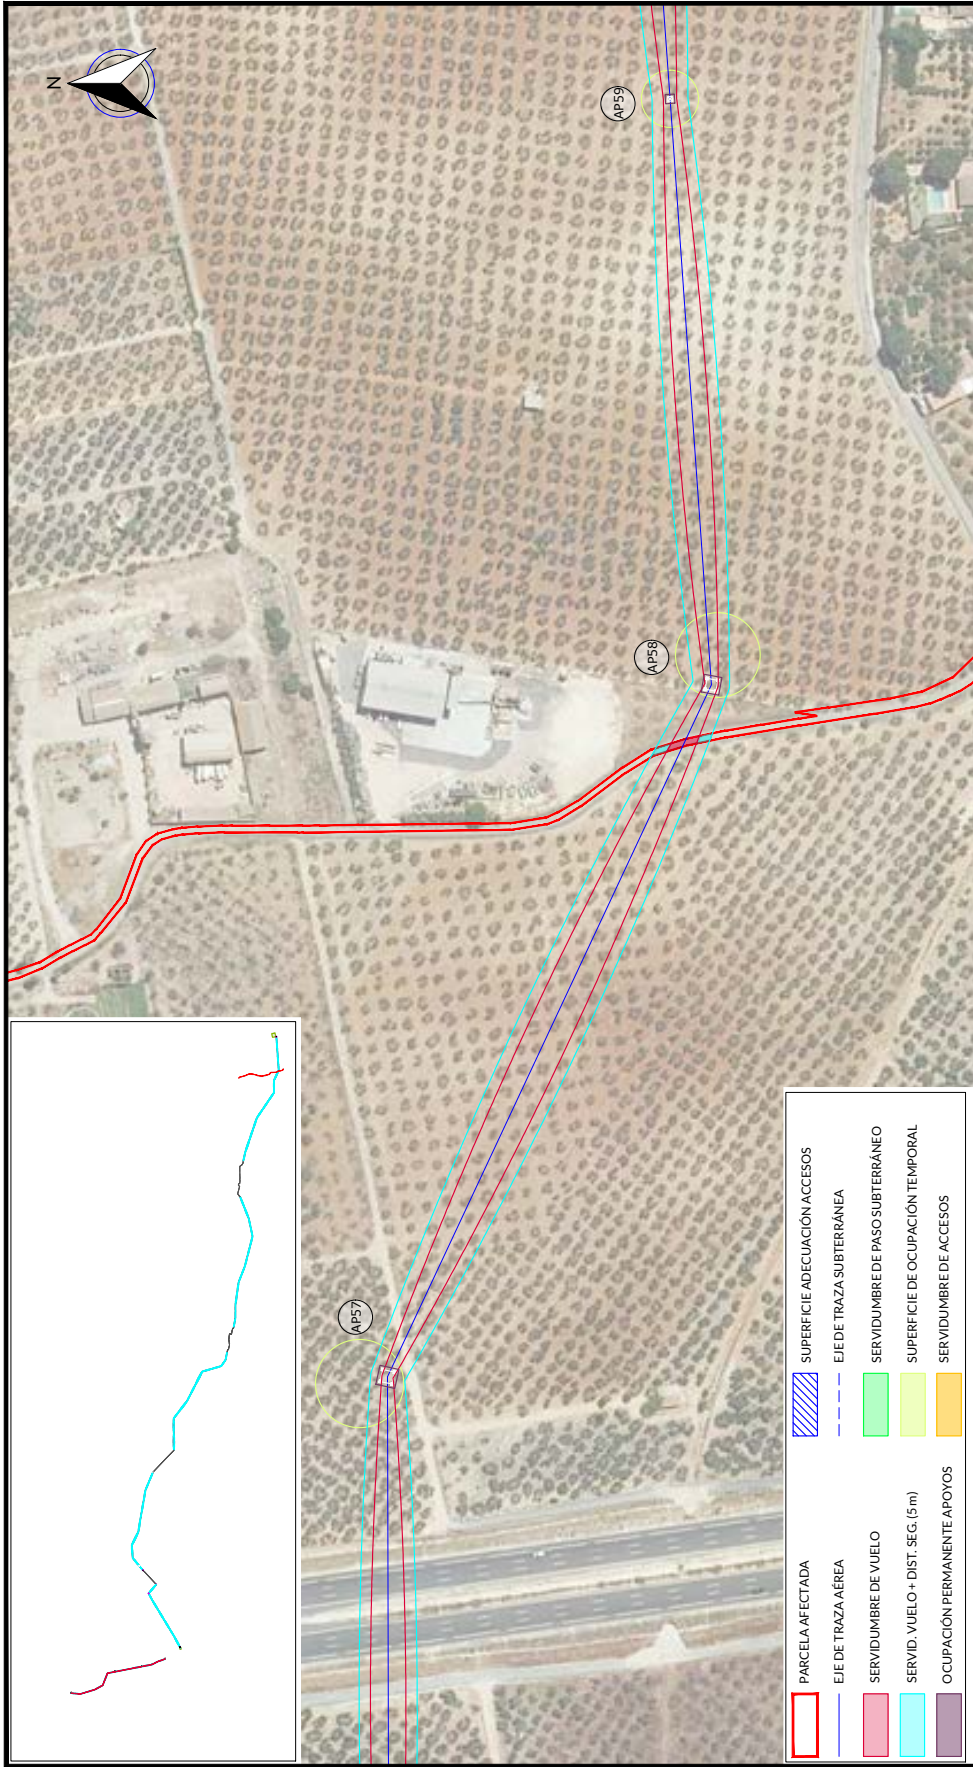 N
AP59
AP58
AP57
PARCELA AFECTADA
EJE DE TRAZA AÉREA
SERVIDUMBRE DE VUELO
SERVID. VUELO + DIST. SEG. (5 m)
OCUPACIÓN PERMANENTE APOYOS
SUPERFICIE ADECUACIÓN ACCESOS
EJE DE TRAZA SUBTERRÁNEA
SERVIDUMBRE DE PASO SUBTERRÁNEO
SUPERFICIE DE OCUPACIÓN TEMPORAL
SERVIDUMBRE DE ACCESOS